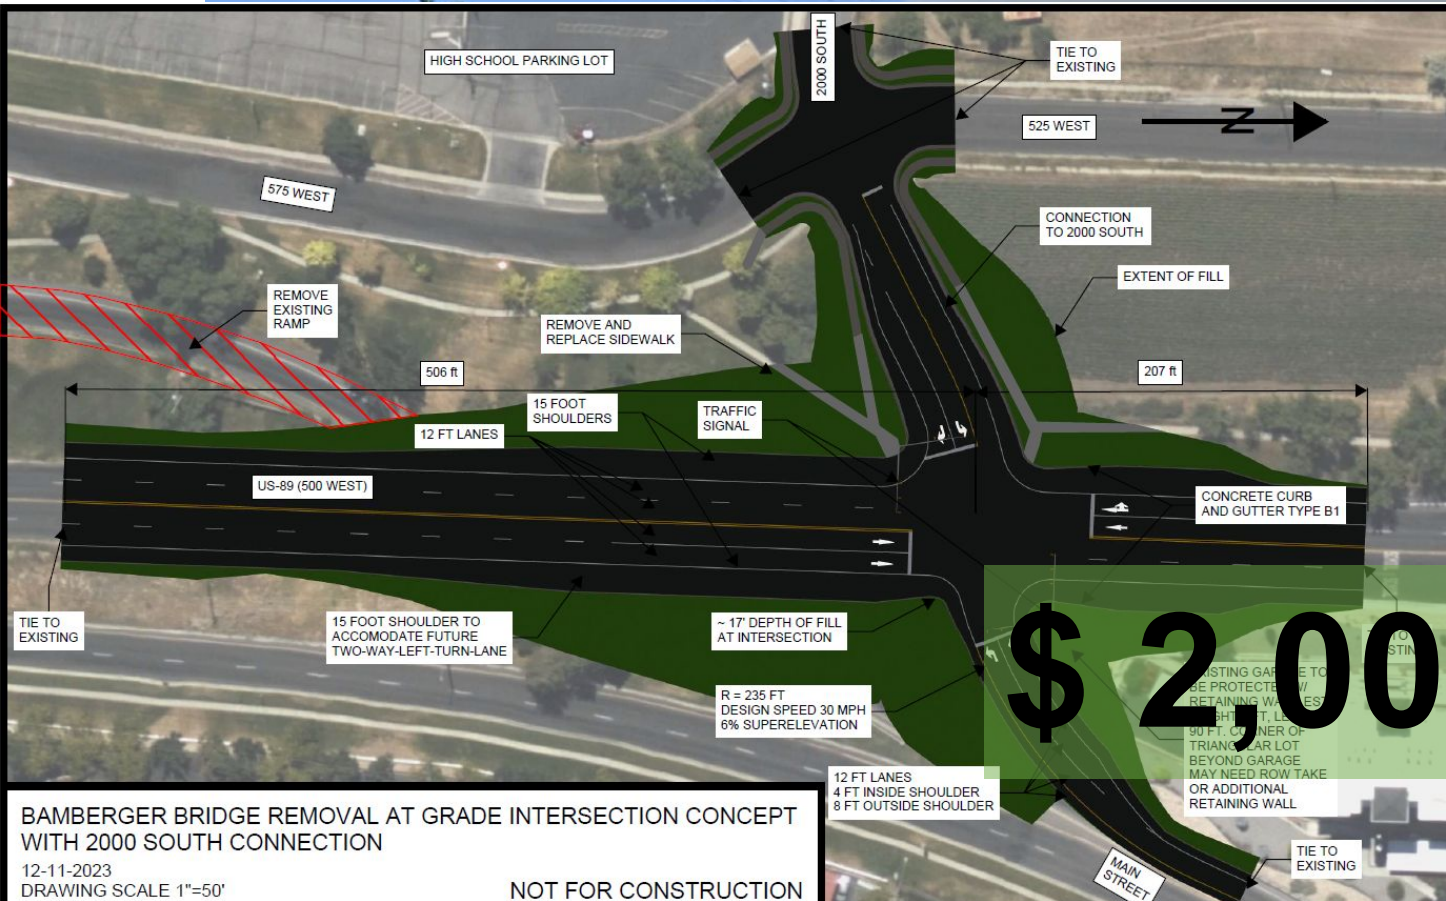 HIGH SCHOOL PARKING LOT
2000 SOUTH
TIE TO
EXISTING
525 WEST
N
575 WEST
CONNECTION
TO 2000 SOUTH
EXTENT OF FILL
REMOVE
EXISTING
RAMP
REMOVE AND
REPLACE SIDEWALK
506 ft
207 ft
15 FOOT
SHOULDERS
TRAFFIC
SIGNAL
12 FT LANES
US-89 (500 WEST)
CONCRETE CURB
AND GUTTER TYPE B1
TIE TO
EXISTING
15 FOOT SHOULDER TO
ACCOMODATE FUTURE
TWO-WAY-LEFT-TURN-LANE
~ 17' DEPTH OF FILL
AT INTERSECTION
$ 2,00
R = 235 FT
DESIGN SPEED 30 MPH
6% SUPERELEVATION
BE
RETAINING
90 FT.
OF
LOT
BEYOND GARAGE
MAY NEED ROW TAKE
OR ADDITIONAL
RETAINING WALL
12 FT LANES
4 FT INSIDE SHOULDER
8 FT OUTSIDE SHOULDER
TIE TO
EXISTING
MAIN
STREET
BAMBERGER BRIDGE REMOVAL AT GRADE INTERSECTION CONCEPT
WITH 2000 SOUTH CONNECTION
12-11-2023
DRAWING SCALE 1"=50'
NOT FOR CONSTRUCTION